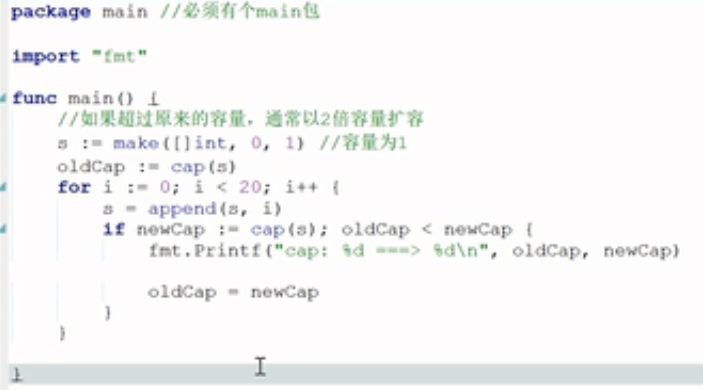 package main //必须有个main包
import "fmt"
func main() {
//如果超过原来的容量，通常以2倍容量扩容
s := make([]int, 0, 1) //容量为1
oldCap := cap(s)
for i := 0; i < 20; i++ {
s = append(s, i)
if newCap := cap(s); oldCap < newCap {
fmt.Printf("cap: %d ===> %d\n", oldCap, newCap)
oldCap = newCap
}
}
}